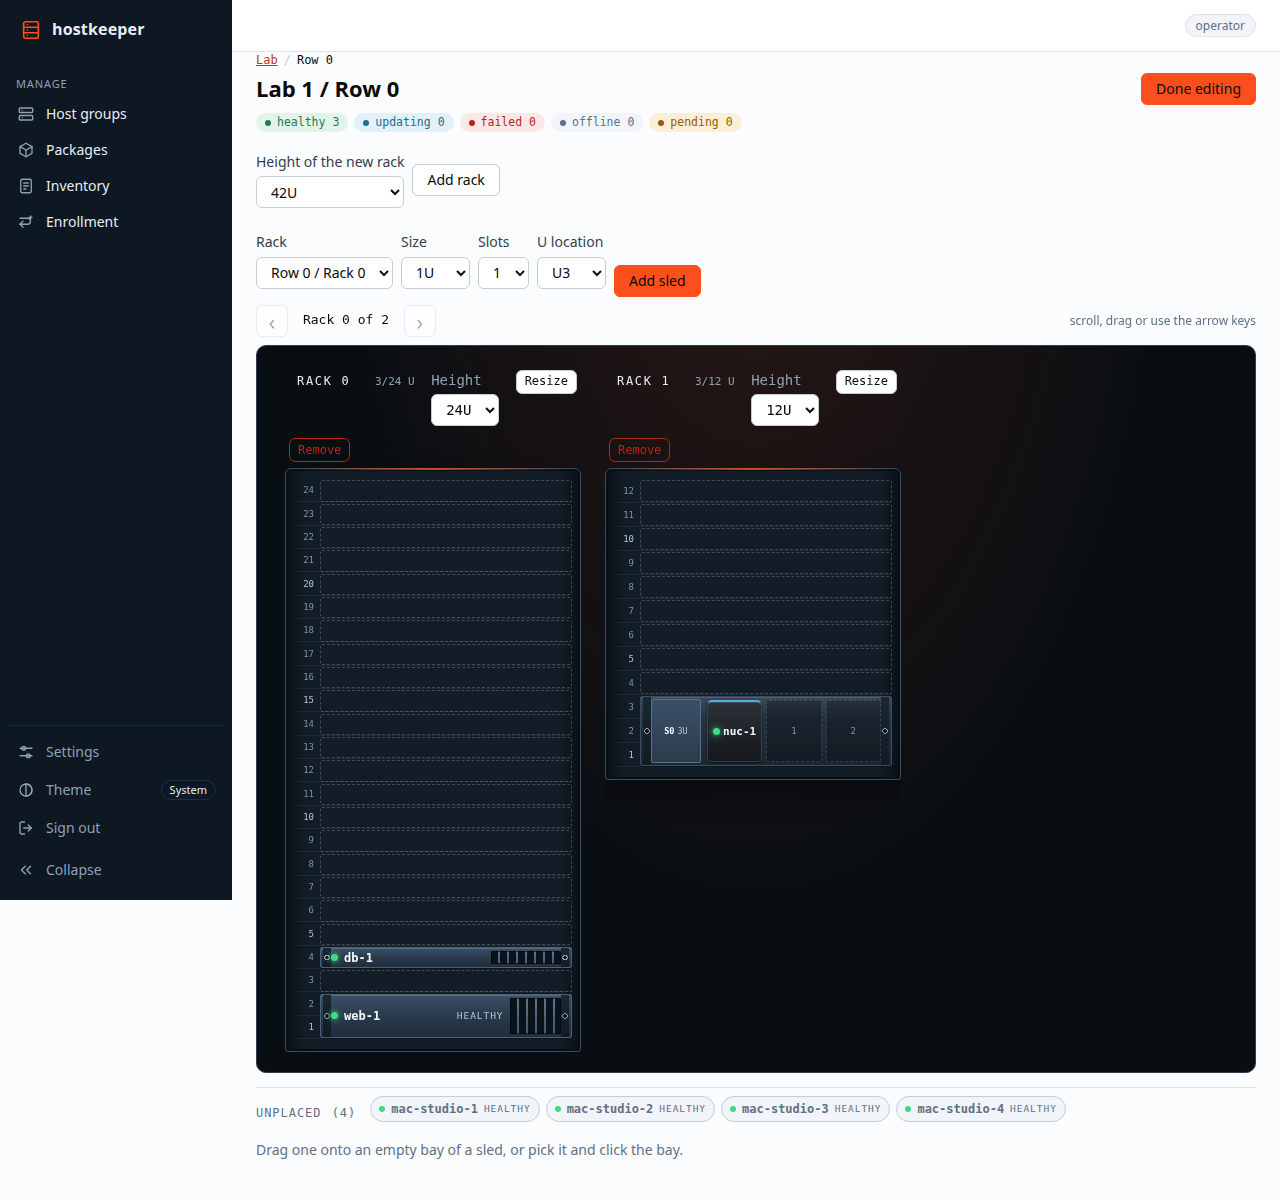 hostkeeper
operator
MANAGE
Host groups
Packages
Inventory
Enrollment
Settings
Theme System
Sign out
Collapse
Lab / Row 0
Lab 1 / Row 0
Done editing
healthy 3 updating 0 failed 0 offline 0 pending 0
Height of the new rack
42U Add rack
Rack Size Slots U location
Row 0 / Rack 0 1U 1 U3 Add sled
‹ Rack 0 of 2 › scroll, drag or use the arrow keys
RACK 0 3/24 U Height Resize
24U
Remove
24
23
22
21
20
19
18
17
16
15
14
13
12
11
10
9
8
7
6
5
4 db-1
3
2
web-1 HEALTHY
1
RACK 1 3/12 U Height Resize
12U
Remove
12
11
10
9
8
7
6
5
4
3
2 S0 3U nuc-1 1 2
1
UNPLACED (4) mac-studio-1 HEALTHY mac-studio-2 HEALTHY mac-studio-3 HEALTHY mac-studio-4 HEALTHY
Drag one onto an empty bay of a sled, or pick it and click the bay.